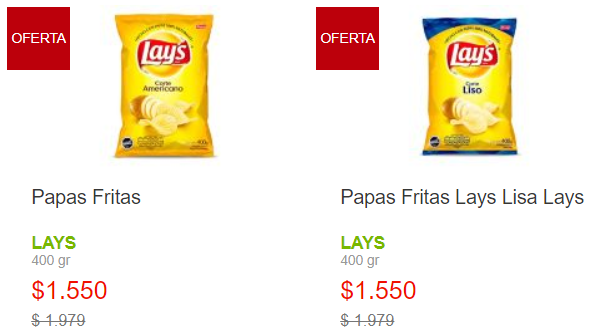 OFERTA
Lay's
Corte
Americano
Papas Fritas
LAYS
400 gr
$1.550
$ 1.979
OFERTA
Lay's
Corte
Liso
Papas Fritas Lays Lisa Lays
LAYS
400 gr
$1.550
$ 1.979